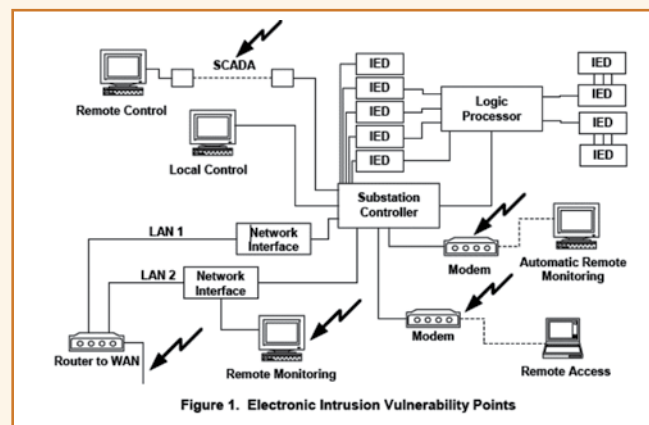 SCADA
Remote Control
Local Control
IED
IED
IED
IED
IED
Logic
Processor
IED
IED
IED
IED
Substation
Controller
LAN 1
Network
Interface
LAN 2
Network
Interface
Modem
Automatic Remote
Monitoring
Modem
Router to WAN
Remote Monitoring
Remote Access
Figure 1. Electronic Intrusion Vulnerability Points